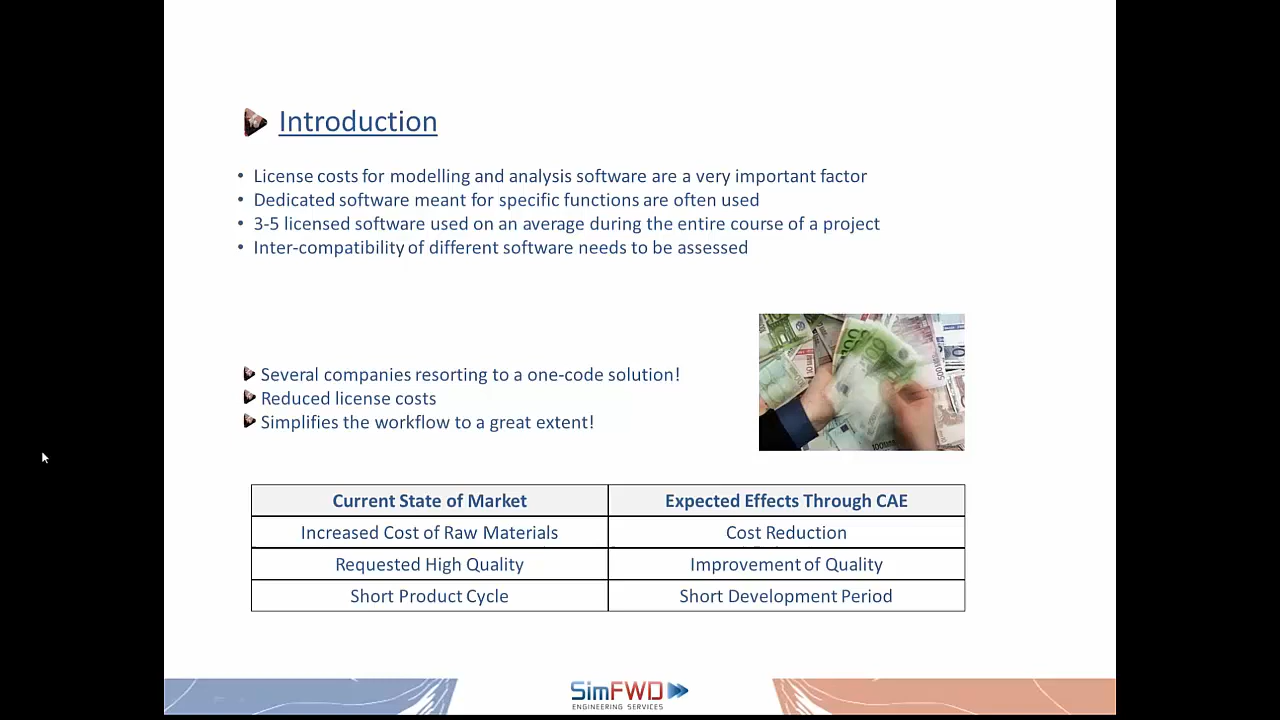 Introduction
• License costs for modelling and analysis software are a very important factor
• Dedicated software meant for specific functions are often used
• 3-5 licensed software used on an average during the entire course of a project
• Inter-compatibility of different software needs to be assessed
Several companies resorting to a one-code solution!
Reduced license costs
Simplifies the workflow to a great extent!
Current State of Market Expected Effects Through CAE
Increased Cost of Raw Materials Cost Reduction
Requested High Quality Improvement of Quality
Short Product Cycle Short Development Period
SimFWD
ENGINEERING SERVICES